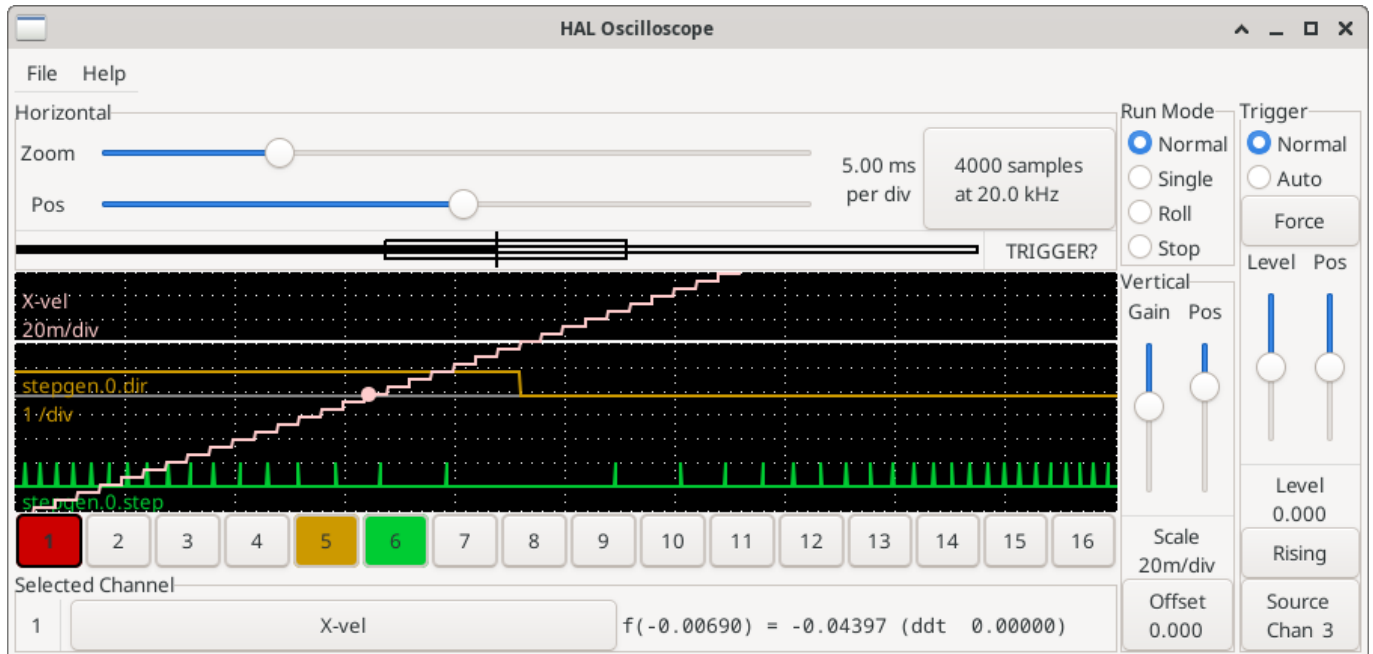 HAL Oscilloscope
File Help
Horizontal
Zoom
Pos
5.00 ms
per div
4000 samples
at 20.0 kHz
TRIGGER?
Run Mode
Normal
Single
Roll
Stop
Trigger
Normal
Auto
Force
Level Pos
Level
0.000
Rising
Source
Chan 3
Vertical
Gain Pos
Scale
20m/div
Offset
0.000
X-vel
20m/div
stepgen.0.dir
1 /div
stepgen.0.step
1 2 3 4 5 6 7 8 9 10 11 12 13 14 15 16
Selected Channel
1 X-vel f(-0.00690) = -0.04397 (ddt 0.00000)